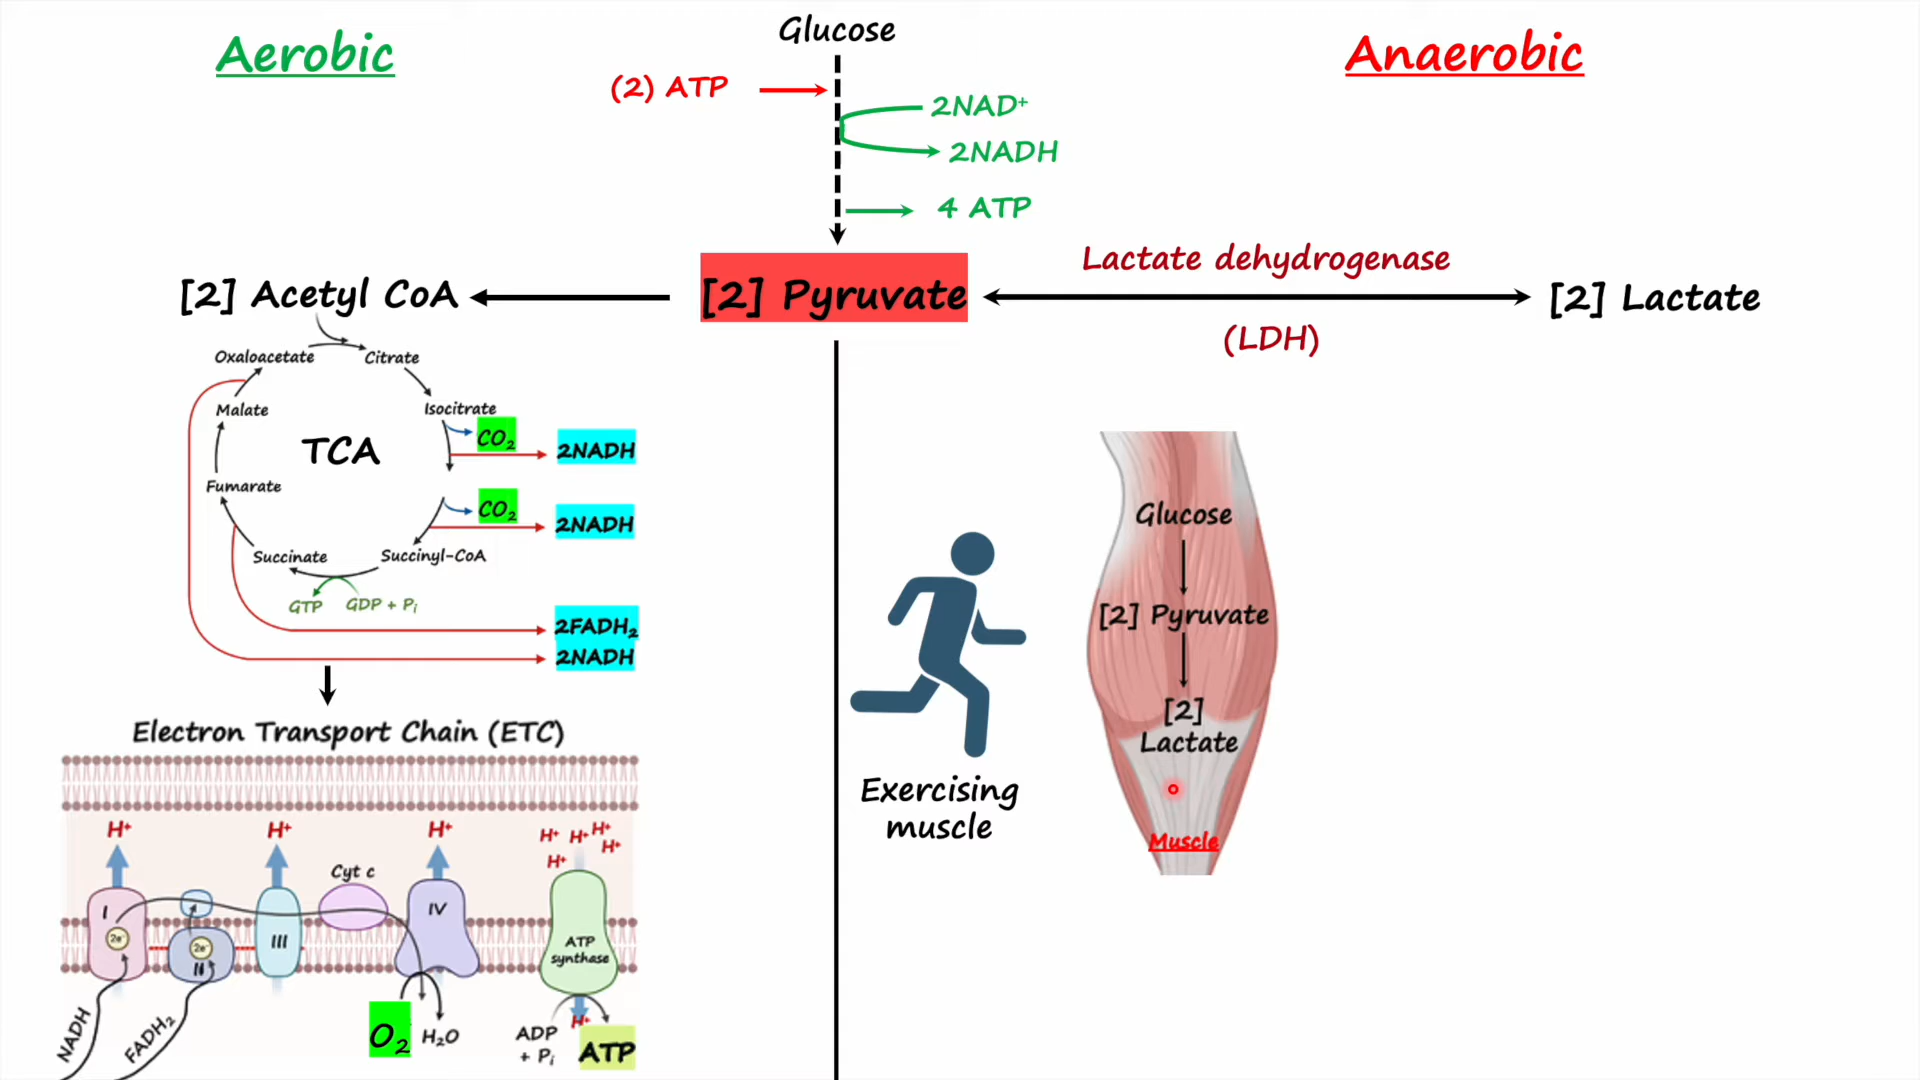 Aerobic
Glucose
Anaerobic
(2) ATP
2NAD⁺
2NADH
4 ATP
[2] Acetyl CoA
[2] Pyruvate
Lactate dehydrogenase
(LDH)
[2] Lactate
Oxaloacetate
Citrate
Malate
Isocitrate
CO₂
2NADH
TCA
Fumarate
CO₂
2NADH
Succinate
Succinyl-CoA
GTP
GDP + Pᵢ
2FADH₂
2NADH
Electron Transport Chain (ETC)
H⁺
H⁺
H⁺
H⁺
H⁺
H⁺
H⁺
H⁺
Cyt c
I
2e⁻
II
2e⁻
III
IV
ATP
synthase
NADH
FADH₂
O₂
H₂O
ADP
+ Pᵢ
H⁺
ATP
Exercising
muscle
Glucose
[2] Pyruvate
[2]
Lactate
Muscle